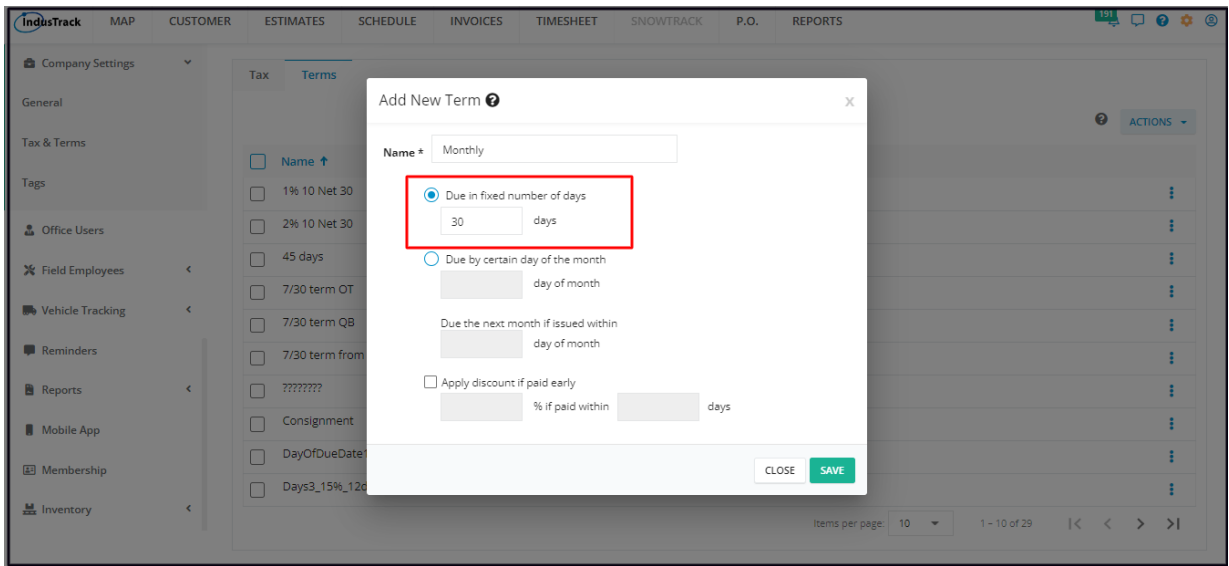 indusTrack MAP CUSTOMER ESTIMATES SCHEDULE INVOICES TIMESHEET SNOWTRACK P.O. REPORTS 191
Company Settings
General
Tax & Terms
Tags
Office Users
Field Employees
Vehicle Tracking
Reminders
Reports
Mobile App
Membership
Inventory
Tax Terms
ACTIONS
Name
1% 10 Net 30
2% 10 Net 30
45 days
7/30 term OT
7/30 term QB
7/30 term from
????????
Consignment
DayOfDueDate1
Days3_15%_12d
Items per page: 10 1 – 10 of 29
Add New Term
X
Name * Monthly
Due in fixed number of days
30 days
Due by certain day of the month
day of month
Due the next month if issued within
day of month
Apply discount if paid early
% if paid within days
CLOSE SAVE